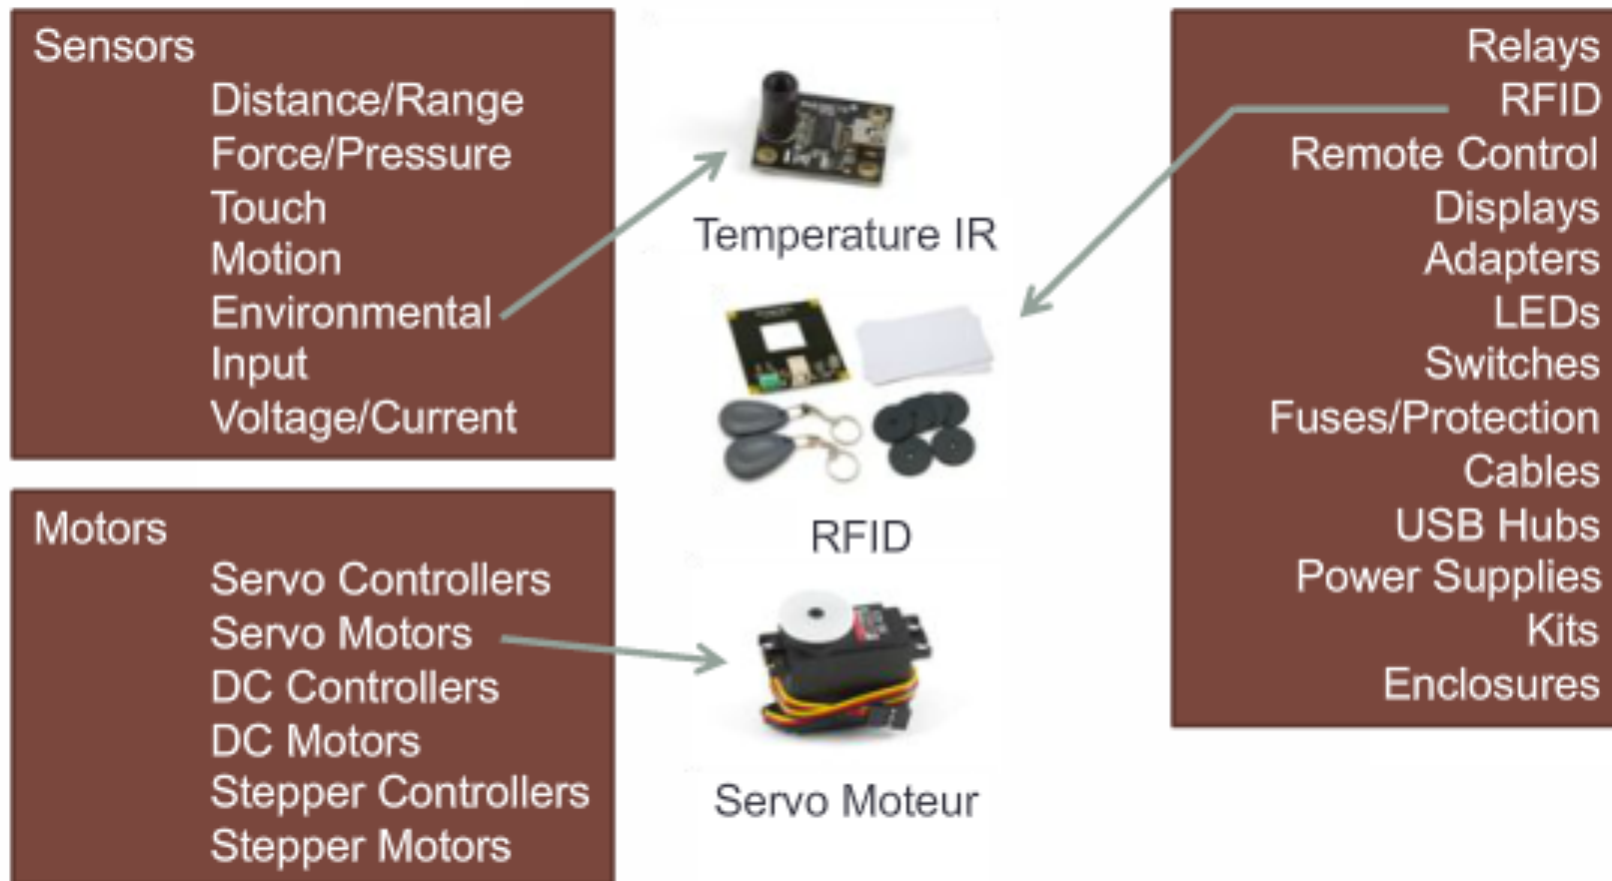 Sensors
Distance/Range
Force/Pressure
Touch
Motion
Environmental
Input
Voltage/Current
Motors
Servo Controllers
Servo Motors
DC Controllers
DC Motors
Stepper Controllers
Stepper Motors
Temperature IR
RFID
Servo Moteur
Relays
RFID
Remote Control
Displays
Adapters
LEDs
Switches
Fuses/Protection
Cables
USB Hubs
Power Supplies
Kits
Enclosures